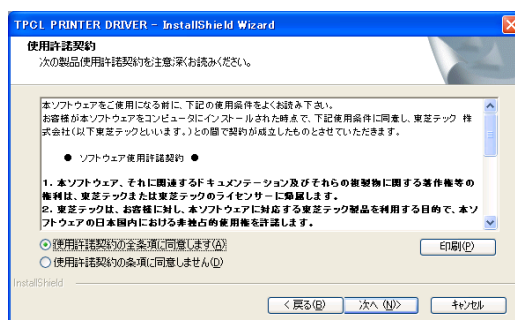 TPCL PRINTER DRIVER - InstallShield Wizard
使用許諾契約
次の製品使用許諾契約を注意深くお読みください。
本ソフトウェアをご使用になる前に、下記の使用条件をよくお読み下さい。
お客様が本ソフトウェアをコンピュータにインストールされた時点で、下記使用条件に同意し、東芝テック 株
式会社(以下東芝テックといいます。)との間で契約が成立したものとさせていただきます。
● ソフトウェア使用許諾契約 ●
1. 本ソフトウェア、それに関連するドキュメンテーション及びそれらの複製物に関する著作権等の
権利は、東芝テックまたは東芝テックのライセンサーに帰属します。
2. 東芝テックは、お客様に対し、本ソフトウェアに対応する東芝テック製品を利用する目的で、本ソ
フトウェアの日本国内における非独占的使用権を許諾します。
使用許諾契約の全条項に同意します(A)
印刷(P)
使用許諾契約の条項に同意しません(D)
InstallShield
< 戻る(B)
次へ (N)>
キャンセル